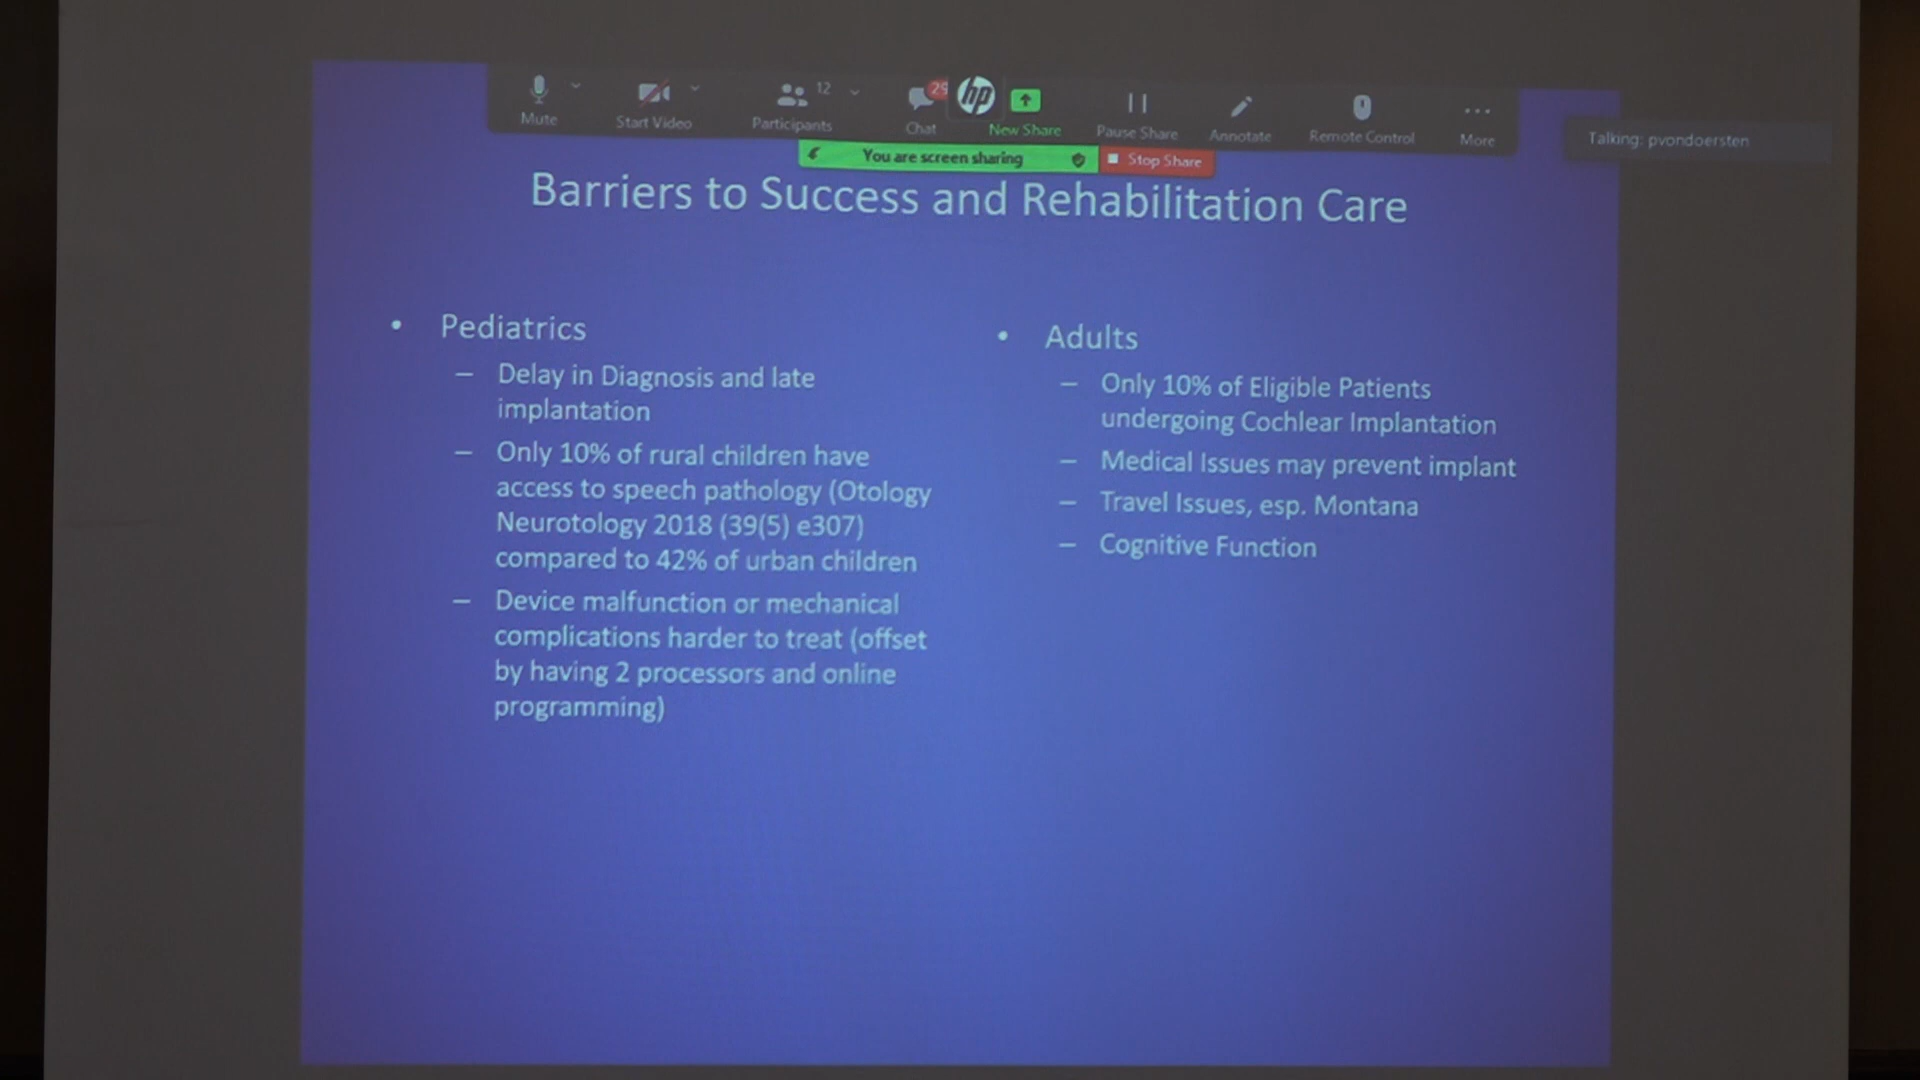 Mute
Start Video
Participants
12
Chat
29
hp
New Share
Pause Share
Annotate
Remote Control
More
Talking: pvondoersten
You are screen sharing
Stop Share
Barriers to Success and Rehabilitation Care
• Pediatrics
– Delay in Diagnosis and late
implantation
– Only 10% of rural children have
access to speech pathology (Otology
Neurotology 2018 (39(5) e307)
compared to 42% of urban children
– Device malfunction or mechanical
complications harder to treat (offset
by having 2 processors and online
programming)
• Adults
– Only 10% of Eligible Patients
undergoing Cochlear Implantation
– Medical Issues may prevent implant
– Travel Issues, esp. Montana
– Cognitive Function